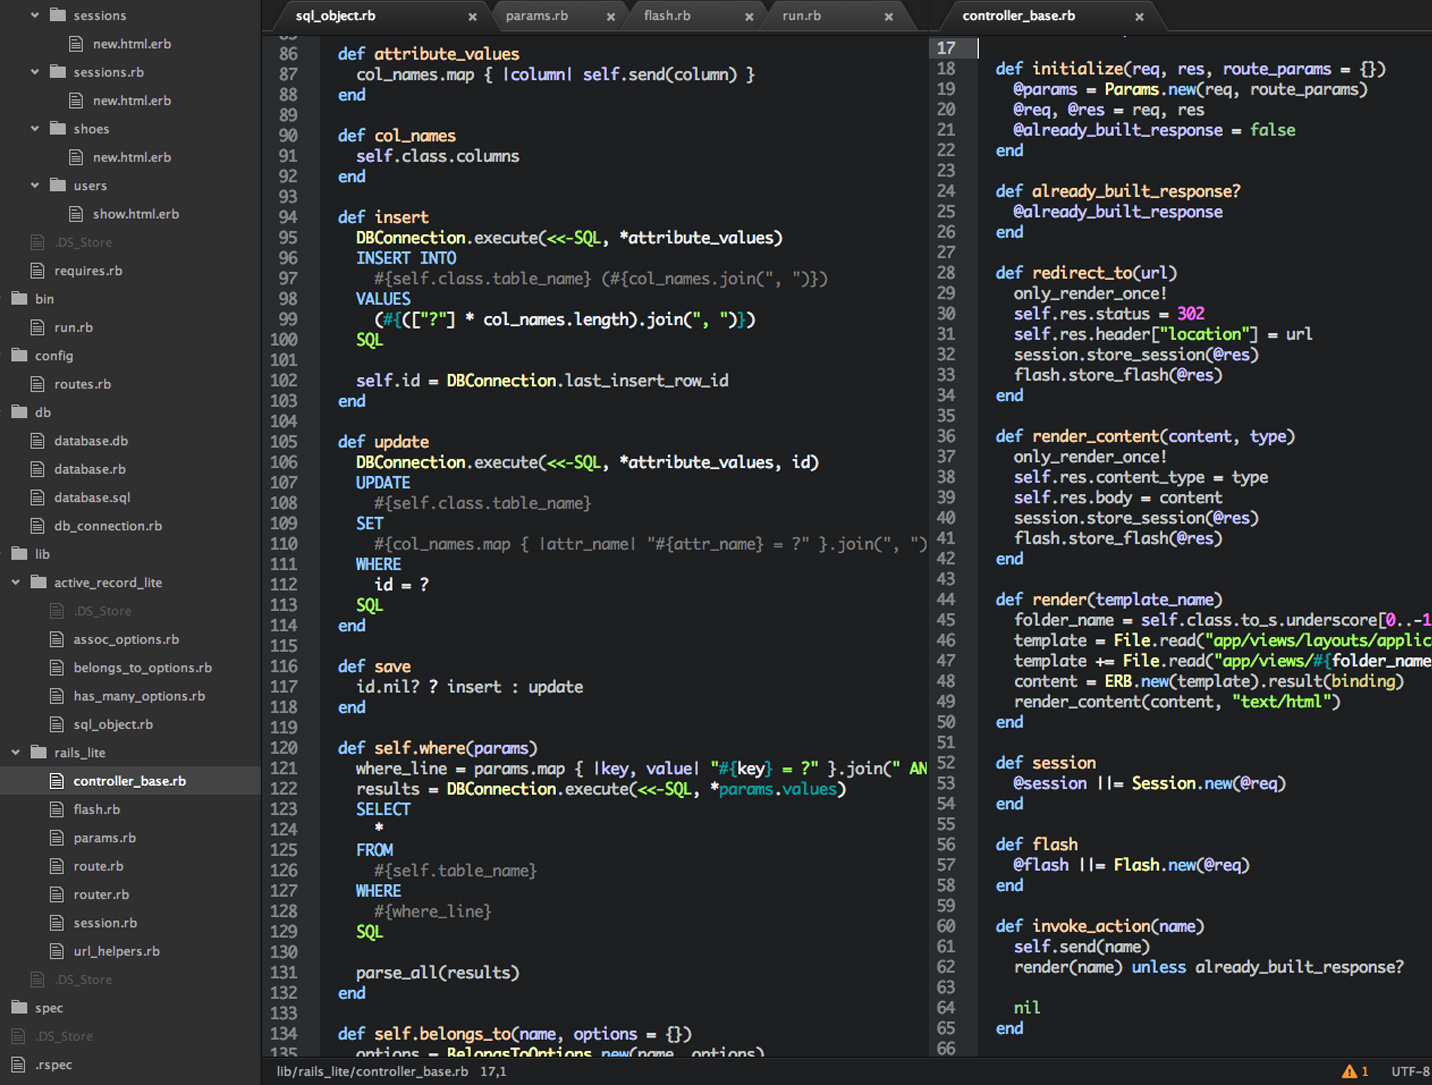 sessions
new.html.erb
sessions.rb
new.html.erb
shoes
new.html.erb
users
show.html.erb
.DS_Store
requires.rb
bin
run.rb
config
routes.rb
db
database.db
database.rb
database.sql
db_connection.rb
lib
active_record_lite
.DS_Store
assoc_options.rb
belongs_to_options.rb
has_many_options.rb
sql_object.rb
rails_lite
controller_base.rb
flash.rb
params.rb
route.rb
router.rb
session.rb
url_helpers.rb
.DS_Store
spec
.DS_Store
.rspec
sql_object.rb × params.rb × flash.rb × run.rb ×
85
86 def attribute_values
87 col_names.map { |column| self.send(column) }
88 end
89
90 def col_names
91 self.class.columns
92 end
93
94 def insert
95 DBConnection.execute(<<-SQL, *attribute_values)
96 INSERT INTO
97 #{self.class.table_name} (#{col_names.join(", ")})
98 VALUES
99 (#{(["?"] * col_names.length).join(", ")})
100 SQL
101
102 self.id = DBConnection.last_insert_row_id
103 end
104
105 def update
106 DBConnection.execute(<<-SQL, *attribute_values, id)
107 UPDATE
108 #{self.class.table_name}
109 SET
110 #{col_names.map { |attr_name| "#{attr_name} = ?" }.join(", ")
111 WHERE
112 id = ?
113 SQL
114 end
115
116 def save
117 id.nil? ? insert : update
118 end
119
120 def self.where(params)
121 where_line = params.map { |key, value| "#{key} = ?" }.join(" AN
122 results = DBConnection.execute(<<-SQL, *params.values)
123 SELECT
124 *
125 FROM
126 #{self.table_name}
127 WHERE
128 #{where_line}
129 SQL
130
131 parse_all(results)
132 end
133
134 def self.belongs_to(name, options = {})
135 options = BelongsToOptions.new(name, options)
controller_base.rb ×
17
18 def initialize(req, res, route_params = {})
19 @params = Params.new(req, route_params)
20 @req, @res = req, res
21 @already_built_response = false
22 end
23
24 def already_built_response?
25 @already_built_response
26 end
27
28 def redirect_to(url)
29 only_render_once!
30 self.res.status = 302
31 self.res.header["location"] = url
32 session.store_session(@res)
33 flash.store_flash(@res)
34 end
35
36 def render_content(content, type)
37 only_render_once!
38 self.res.content_type = type
39 self.res.body = content
40 session.store_session(@res)
41 flash.store_flash(@res)
42 end
43
44 def render(template_name)
45 folder_name = self.class.to_s.underscore[0..-1
46 template = File.read("app/views/layouts/applic
47 template += File.read("app/views/#{folder_name
48 content = ERB.new(template).result(binding)
49 render_content(content, "text/html")
50 end
51
52 def session
53 @session ||= Session.new(@req)
54 end
55
56 def flash
57 @flash ||= Flash.new(@req)
58 end
59
60 def invoke_action(name)
61 self.send(name)
62 render(name) unless already_built_response?
63
64 nil
65 end
66
lib/rails_lite/controller_base.rb 17,1 1 UTF-8